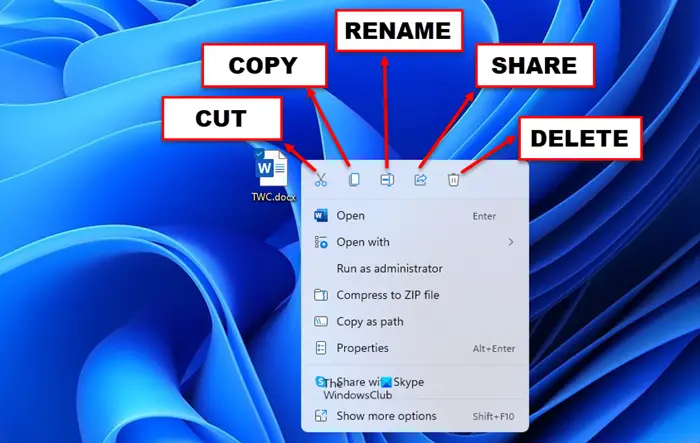 RENAME
COPY
SHARE
CUT
DELETE
W
TWC.docx
Open Enter
Open with
Run as administrator
Compress to ZIP file
Copy as path
Properties Alt+Enter
Share wi Skype
The
WindowsClub
Show more options Shift+F10